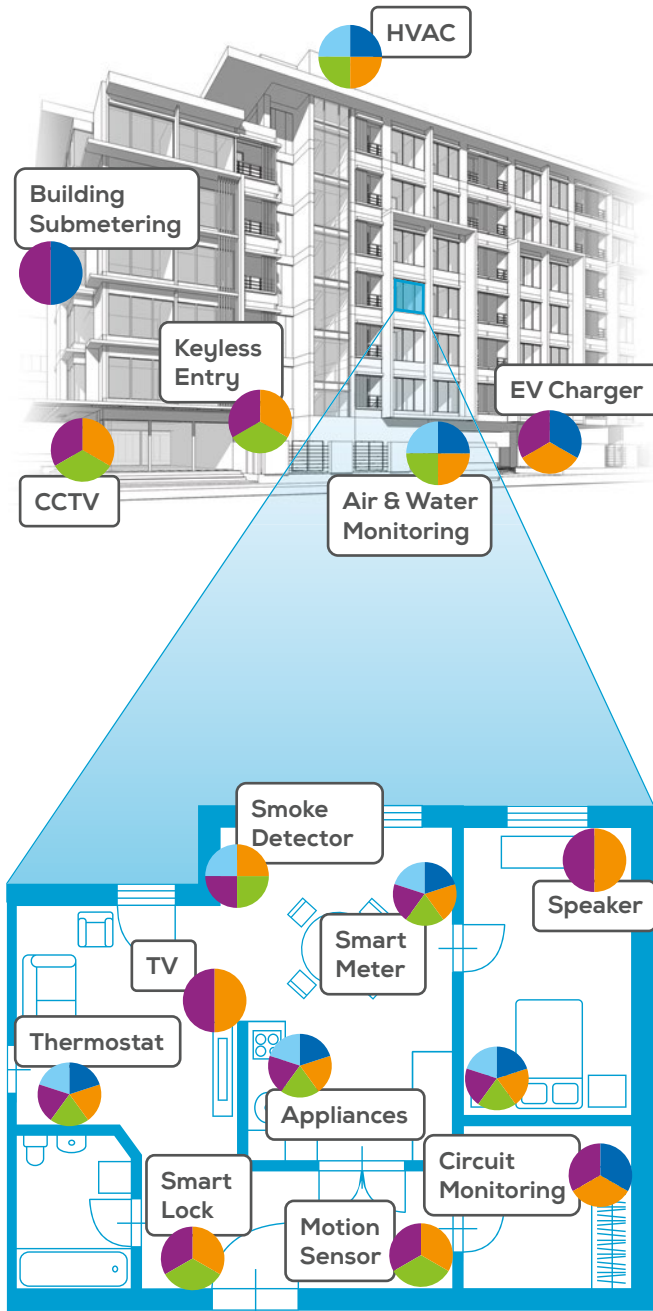 HVAC
Building
Submetering
Keyless
Entry
EV Charger
CCTV
Air & Water
Monitoring
Smoke
Detector
Smart
Meter
Speaker
TV
Thermostat
Appliances
Circuit
Monitoring
Smart
Lock
Motion
Sensor